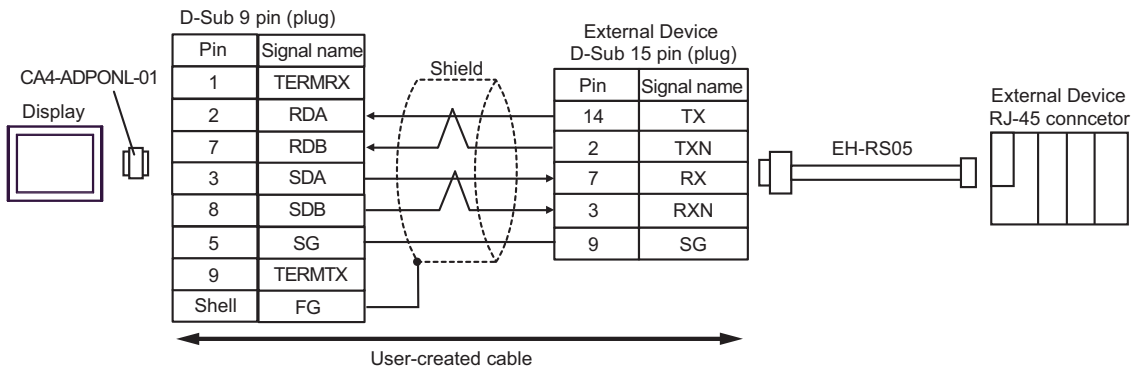 D-Sub 9 pin (plug)
Pin Signal name
1 TERMRX
2 RDA
7 RDB
3 SDA
8 SDB
5 SG
9 TERMTX
Shell FG
CA4-ADPONL-01
Display
Shield
External Device
D-Sub 15 pin (plug)
Pin Signal name
14 TX
2 TXN
7 RX
3 RXN
9 SG
EH-RS05
External Device
RJ-45 conncetor
User-created cable